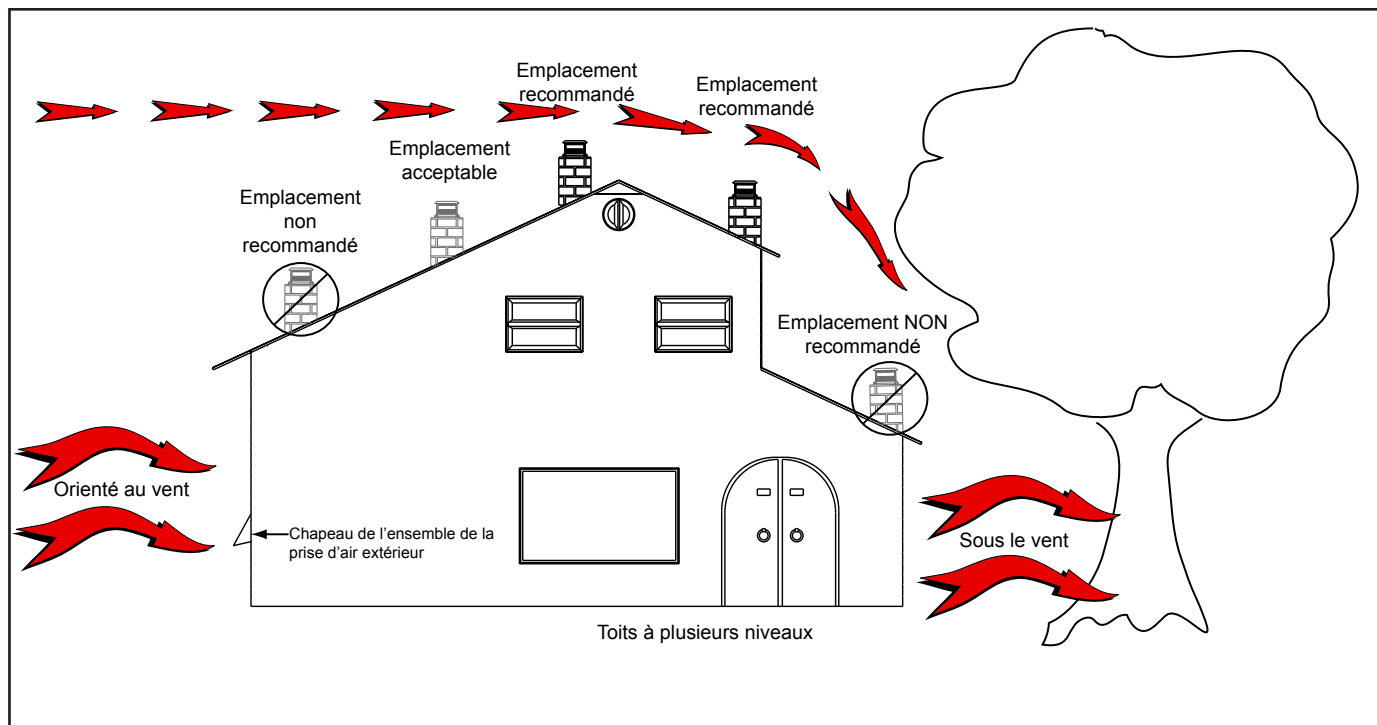 Emplacement
recommandé
Emplacement
recommandé
Emplacement
acceptable
Emplacement
non
recommandé
Emplacement NON
recommandé
Orienté au vent
Chapeau de l’ensemble de la
prise d’air extérieur
Sous le vent
Toits à plusieurs niveaux